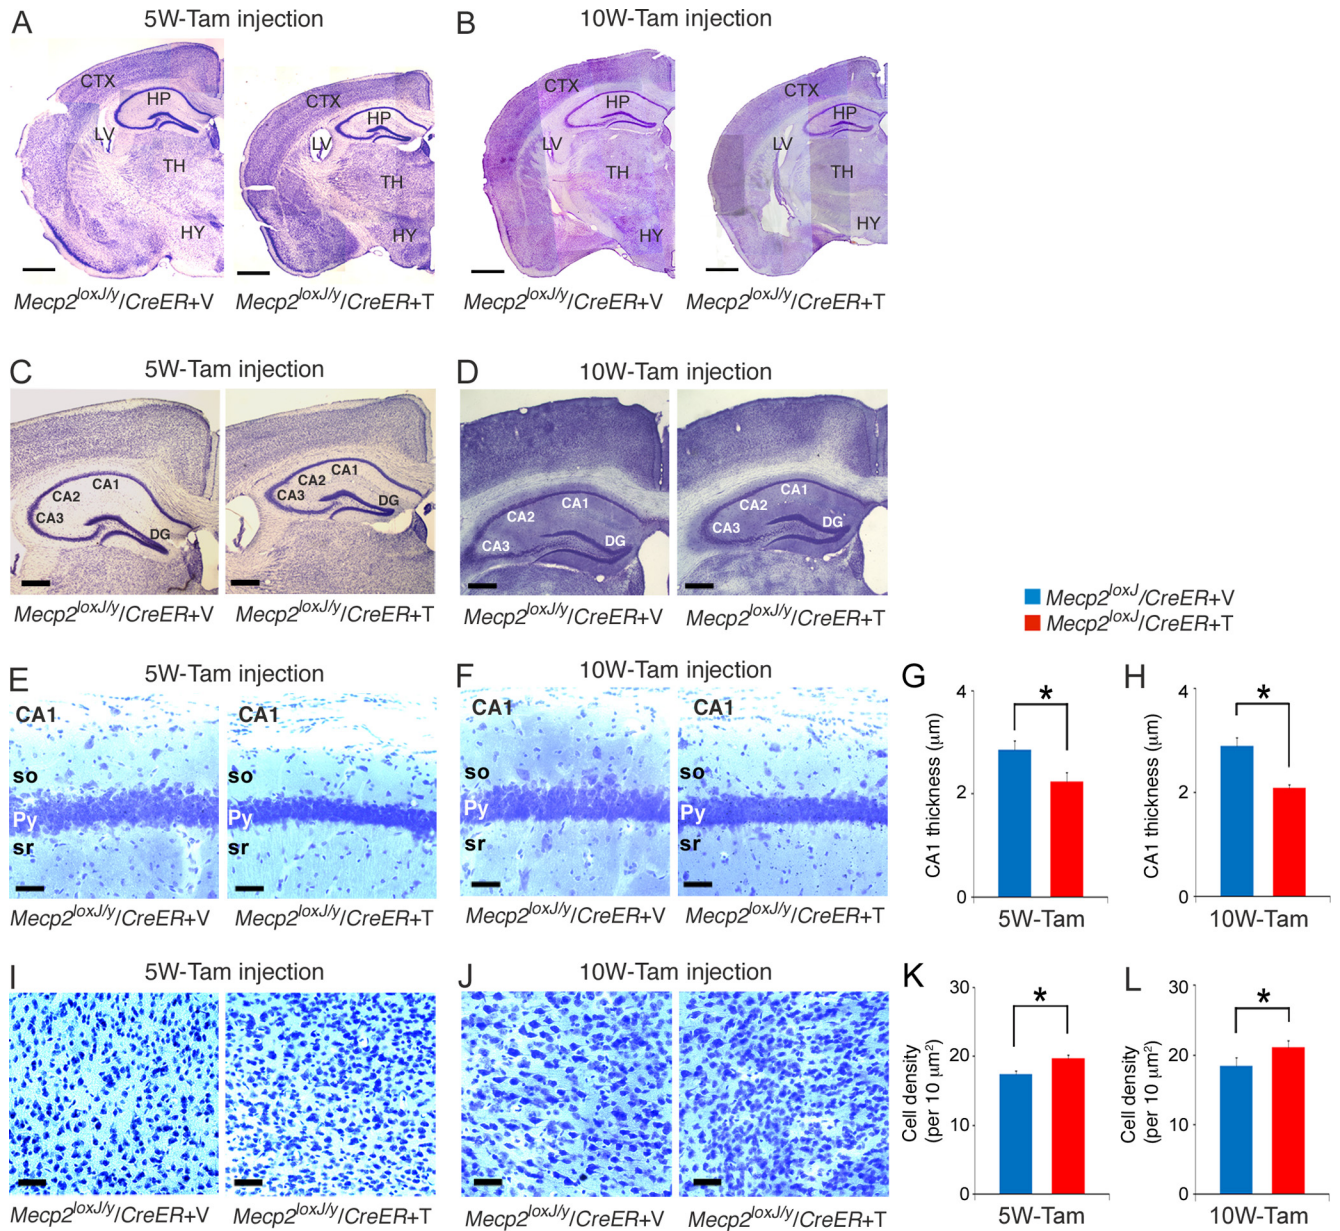 A 5W-Tam injection
B 10W-Tam injection
CTX HP LV TH HY
CTX HP LV TH HY
CTX HP LV TH HY
CTX HP LV TH HY
Mecp2loxJ/y/CreER+V
Mecp2loxJ/y/CreER+T
Mecp2loxJ/y/CreER+V
Mecp2loxJ/y/CreER+T
C 5W-Tam injection
D 10W-Tam injection
CA1 CA2 CA3 DG
CA1 CA2 CA3 DG
CA1 CA2 CA3 DG
CA1 CA2 CA3 DG
Mecp2loxJ/y/CreER+V
Mecp2loxJ/y/CreER+T
Mecp2loxJ/y/CreER+V
Mecp2loxJ/y/CreER+T
Mecp2loxJ/CreER+V
Mecp2loxJ/CreER+T
E 5W-Tam injection
F 10W-Tam injection
CA1 so Py sr
CA1 so Py sr
CA1 so Py sr
CA1 so Py sr
Mecp2loxJ/y/CreER+V
Mecp2loxJ/y/CreER+T
Mecp2loxJ/y/CreER+V
Mecp2loxJ/y/CreER+T
G
CA1 thickness (μm)
4
2
0
*
5W-Tam
H
CA1 thickness (μm)
4
2
0
*
10W-Tam
I 5W-Tam injection
J 10W-Tam injection
Mecp2loxJ/y/CreER+V
Mecp2loxJ/y/CreER+T
Mecp2loxJ/y/CreER+V
Mecp2loxJ/y/CreER+T
K
Cell density
(per 10 μm²)
30
20
10
0
*
5W-Tam
L
Cell density
(per 10 μm²)
30
20
10
0
*
10W-Tam